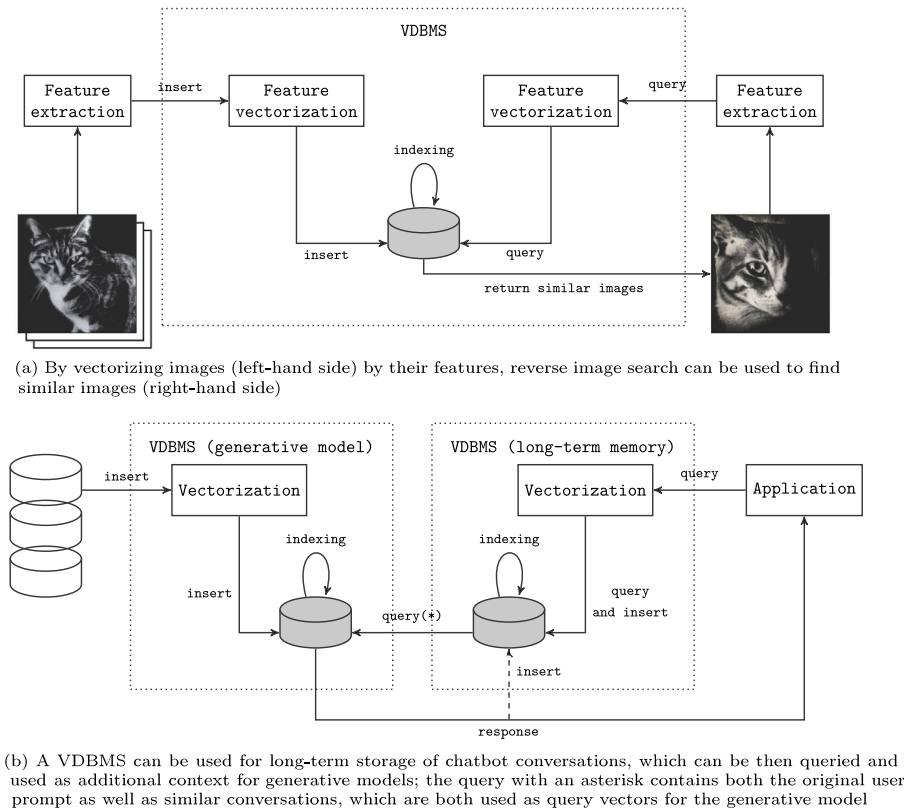 VDBMS
Feature
extraction
insert
Feature
vectorization
Feature
vectorization
query
Feature
extraction
indexing
insert
query
return similar images
(a) By vectorizing images (left-hand side) by their features, reverse image search can be used to find
similar images (right-hand side)
VDBMS (generative model)
VDBMS (long-term memory)
insert
Vectorization
Vectorization
query
Application
indexing
indexing
insert
query(*)
query
and insert
insert
response
(b) A VDBMS can be used for long-term storage of chatbot conversations, which can be then queried and
used as additional context for generative models; the query with an asterisk contains both the original user
prompt as well as similar conversations, which are both used as query vectors for the generative model